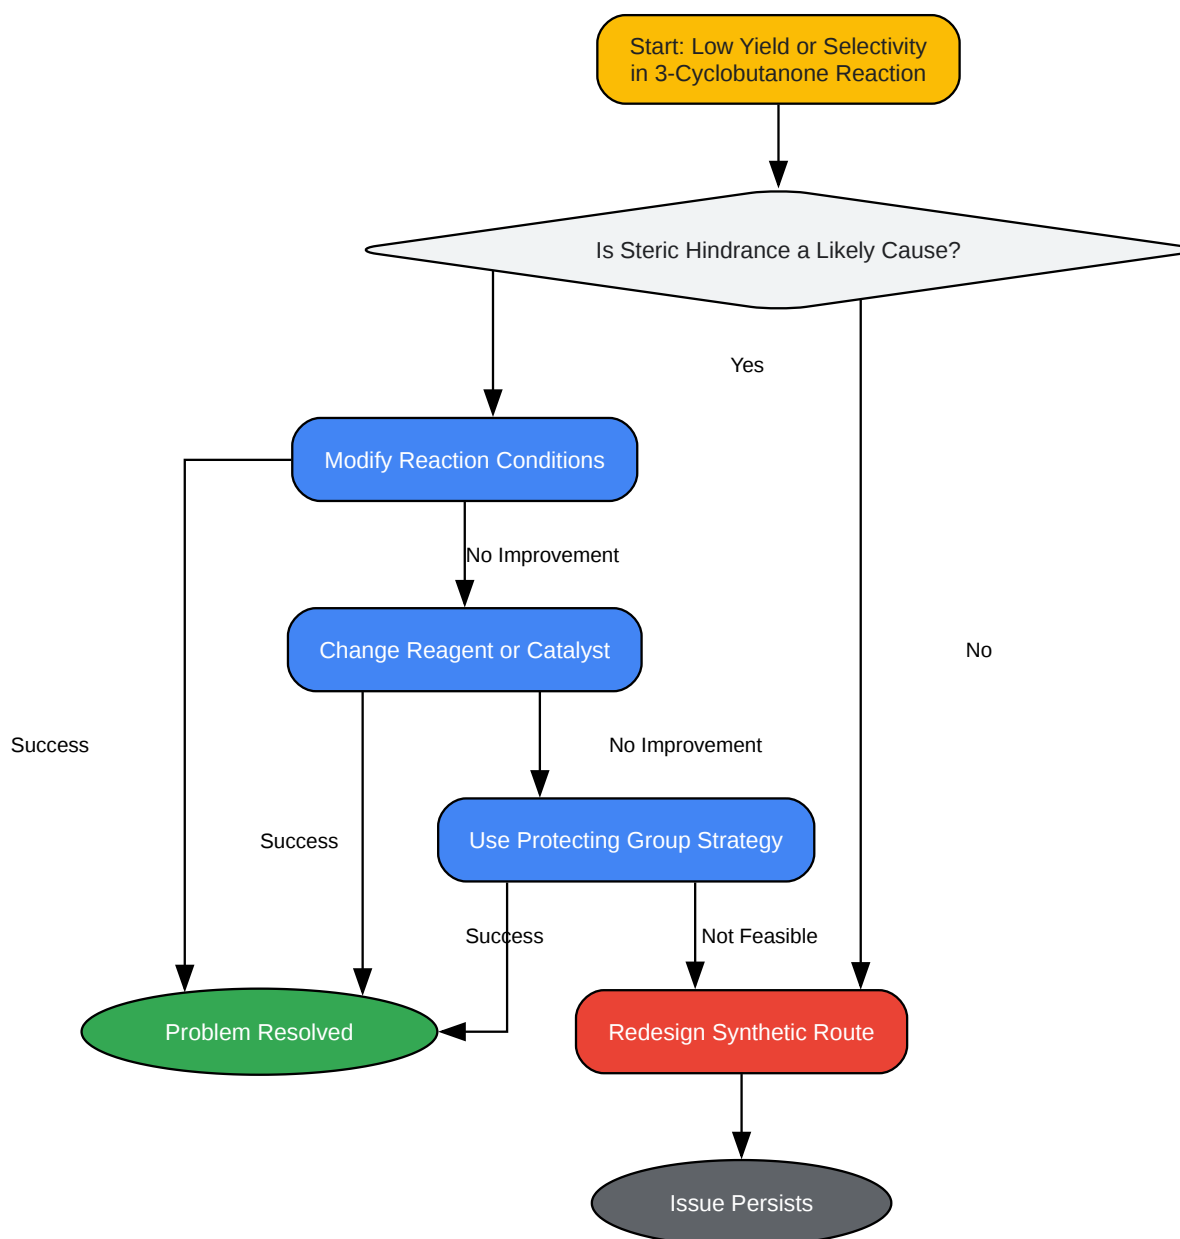 Start: Low Yield or Selectivity
in 3-Cyclobutanone Reaction
Is Steric Hindrance a Likely Cause?
Yes
Modify Reaction Conditions
No Improvement
Change Reagent or Catalyst
No
Success
No Improvement
Success
Use Protecting Group Strategy
Success
Not Feasible
Problem Resolved
Redesign Synthetic Route
Issue Persists